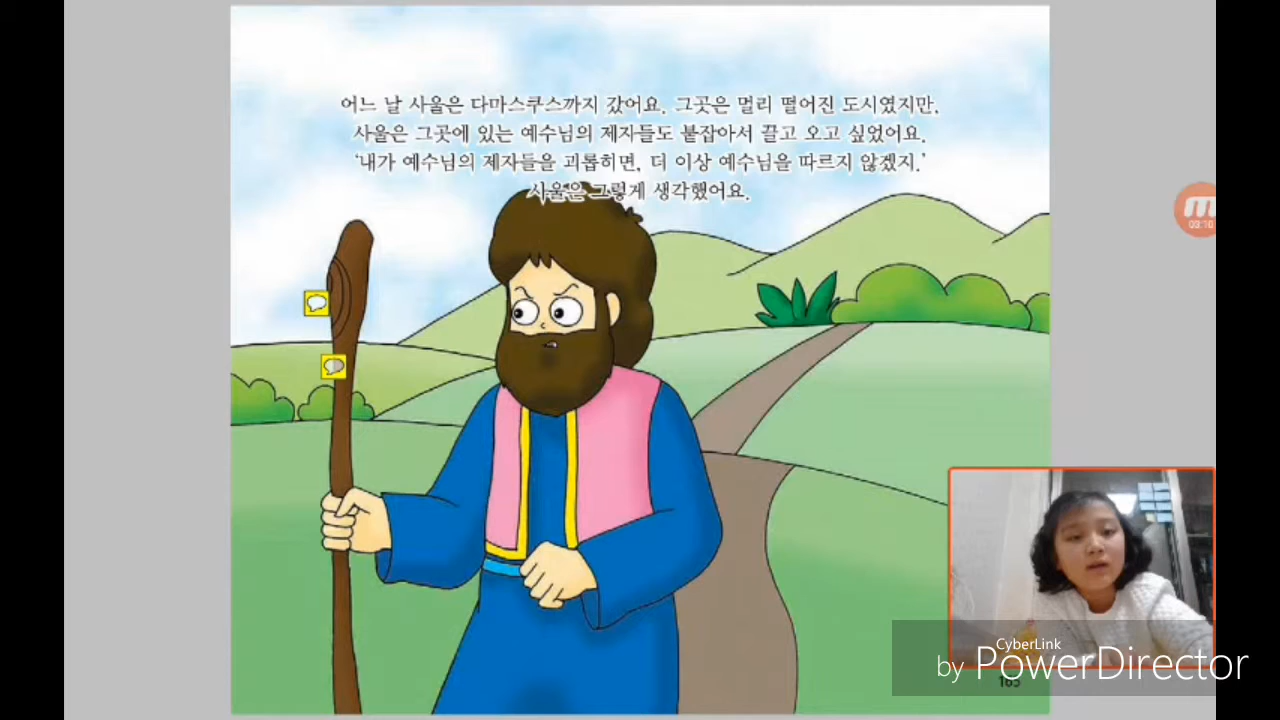 어느 날 사울은 다마스쿠스까지 갔어요. 그곳은 멀리 떨어진 도시였지만,
사울은 그곳에 있는 예수님의 제자들도 붙잡아서 끌고 오고 싶었어요.
‘내가 예수님의 제자들을 괴롭히면, 더 이상 예수님을 따르지 않겠지.’
사울은 그렇게 생각했어요.
m
03:10
CyberLink
by PowerDirector
165